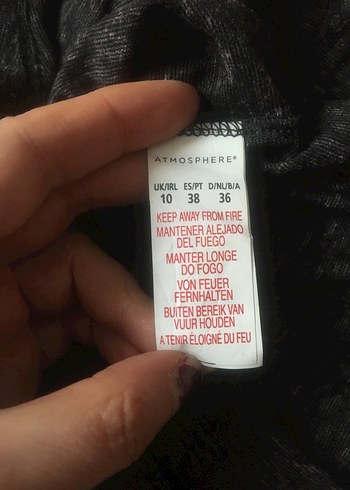 ATMOSPHERE®
UK/IRL ES/PT D/NL/B/A
10 38 36
KEEP AWAY FROM FIRE
MANTENER ALEJADO
DEL FUEGO
MANTER LONGE
DO FOGO
VON FEUER
FERNHALTEN
BUITEN BEREIK VAN
VUUR HOUDEN
A TENIR ÉLOIGNÉ DU FEU